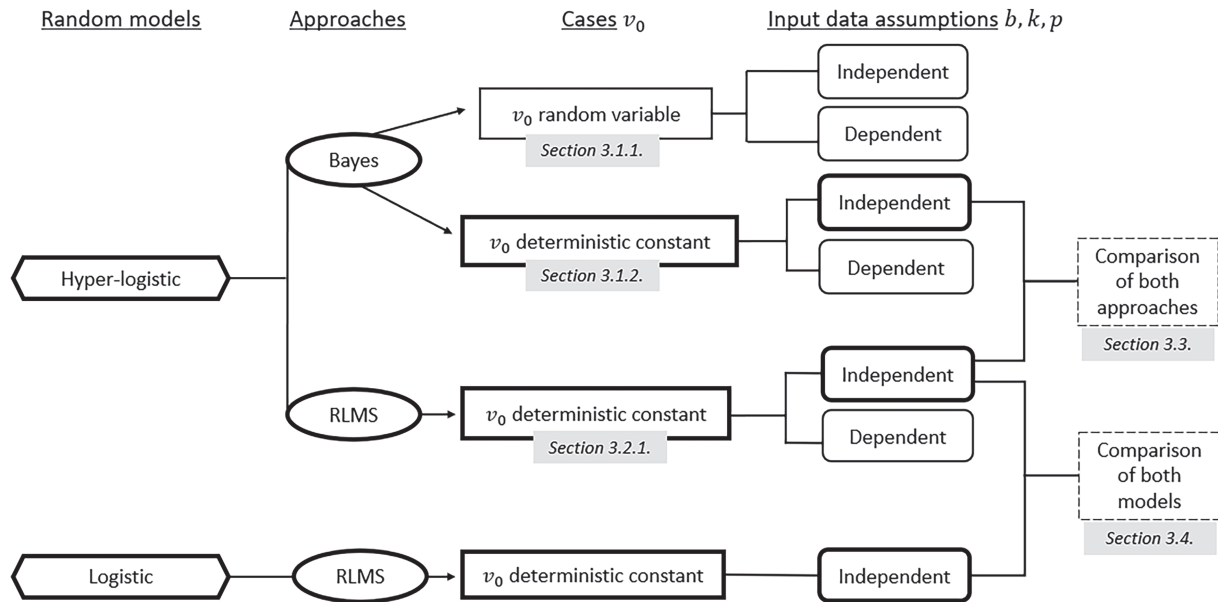 Random models
Approaches
Cases v₀
Input data assumptions b, k, p
Independent
v₀ random variable
Section 3.1.1.
Dependent
Bayes
Independent
v₀ deterministic constant
Section 3.1.2.
Dependent
Hyper-logistic
Comparison
of both
approaches
Section 3.3.
Independent
RLMS
v₀ deterministic constant
Section 3.2.1.
Dependent
Comparison
of both
models
Section 3.4.
Logistic
RLMS
v₀ deterministic constant
Independent